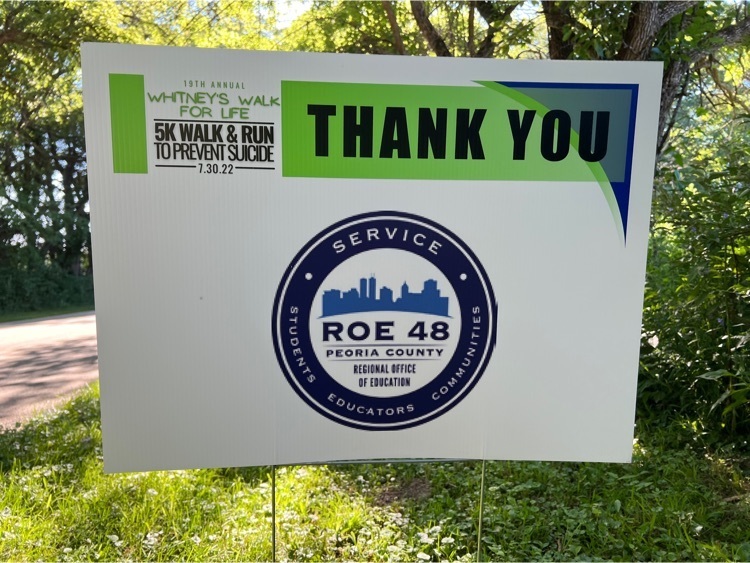 19TH ANNUAL
WHITNEY'S WALK
FOR LIFE
5K WALK & RUN
TO PREVENT SUICIDE
7.30.22
THANK YOU
SERVICE
ROE 48
PEORIA COUNTY
REGIONAL OFFICE
OF EDUCATION
STUDENTS
EDUCATORS
COMMUNITIES